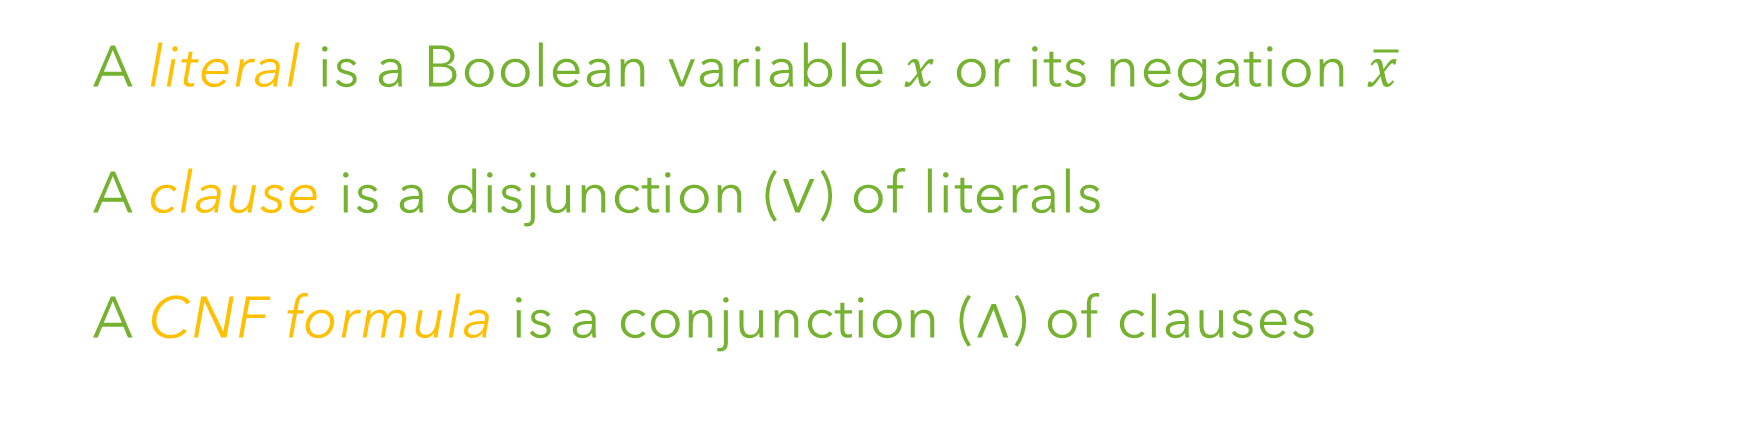 A literal is a Boolean variable x or its negation x̅
A clause is a disjunction (∨) of literals
A CNF formula is a conjunction (∧) of clauses